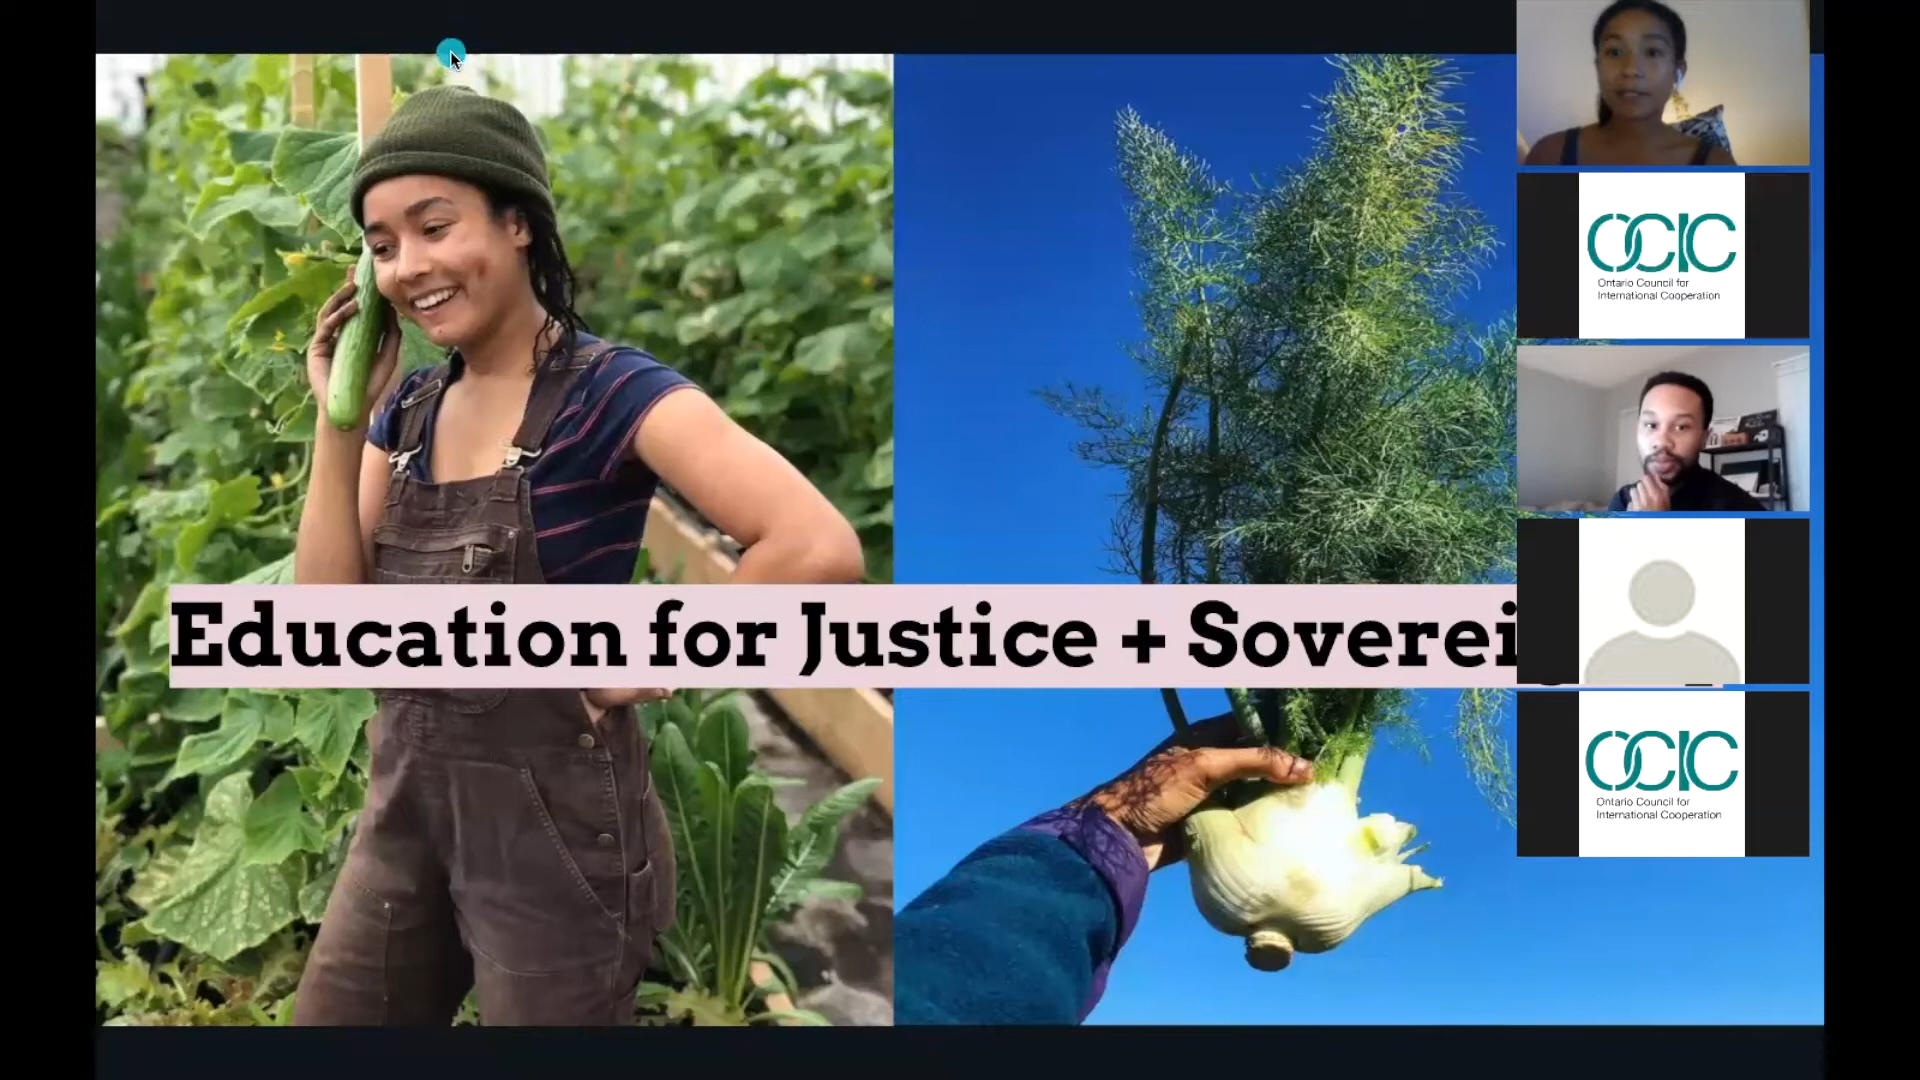 Education for Justice + Soverei
OCIC
Ontario Council for
International Cooperation
OCIC
Ontario Council for
International Cooperation